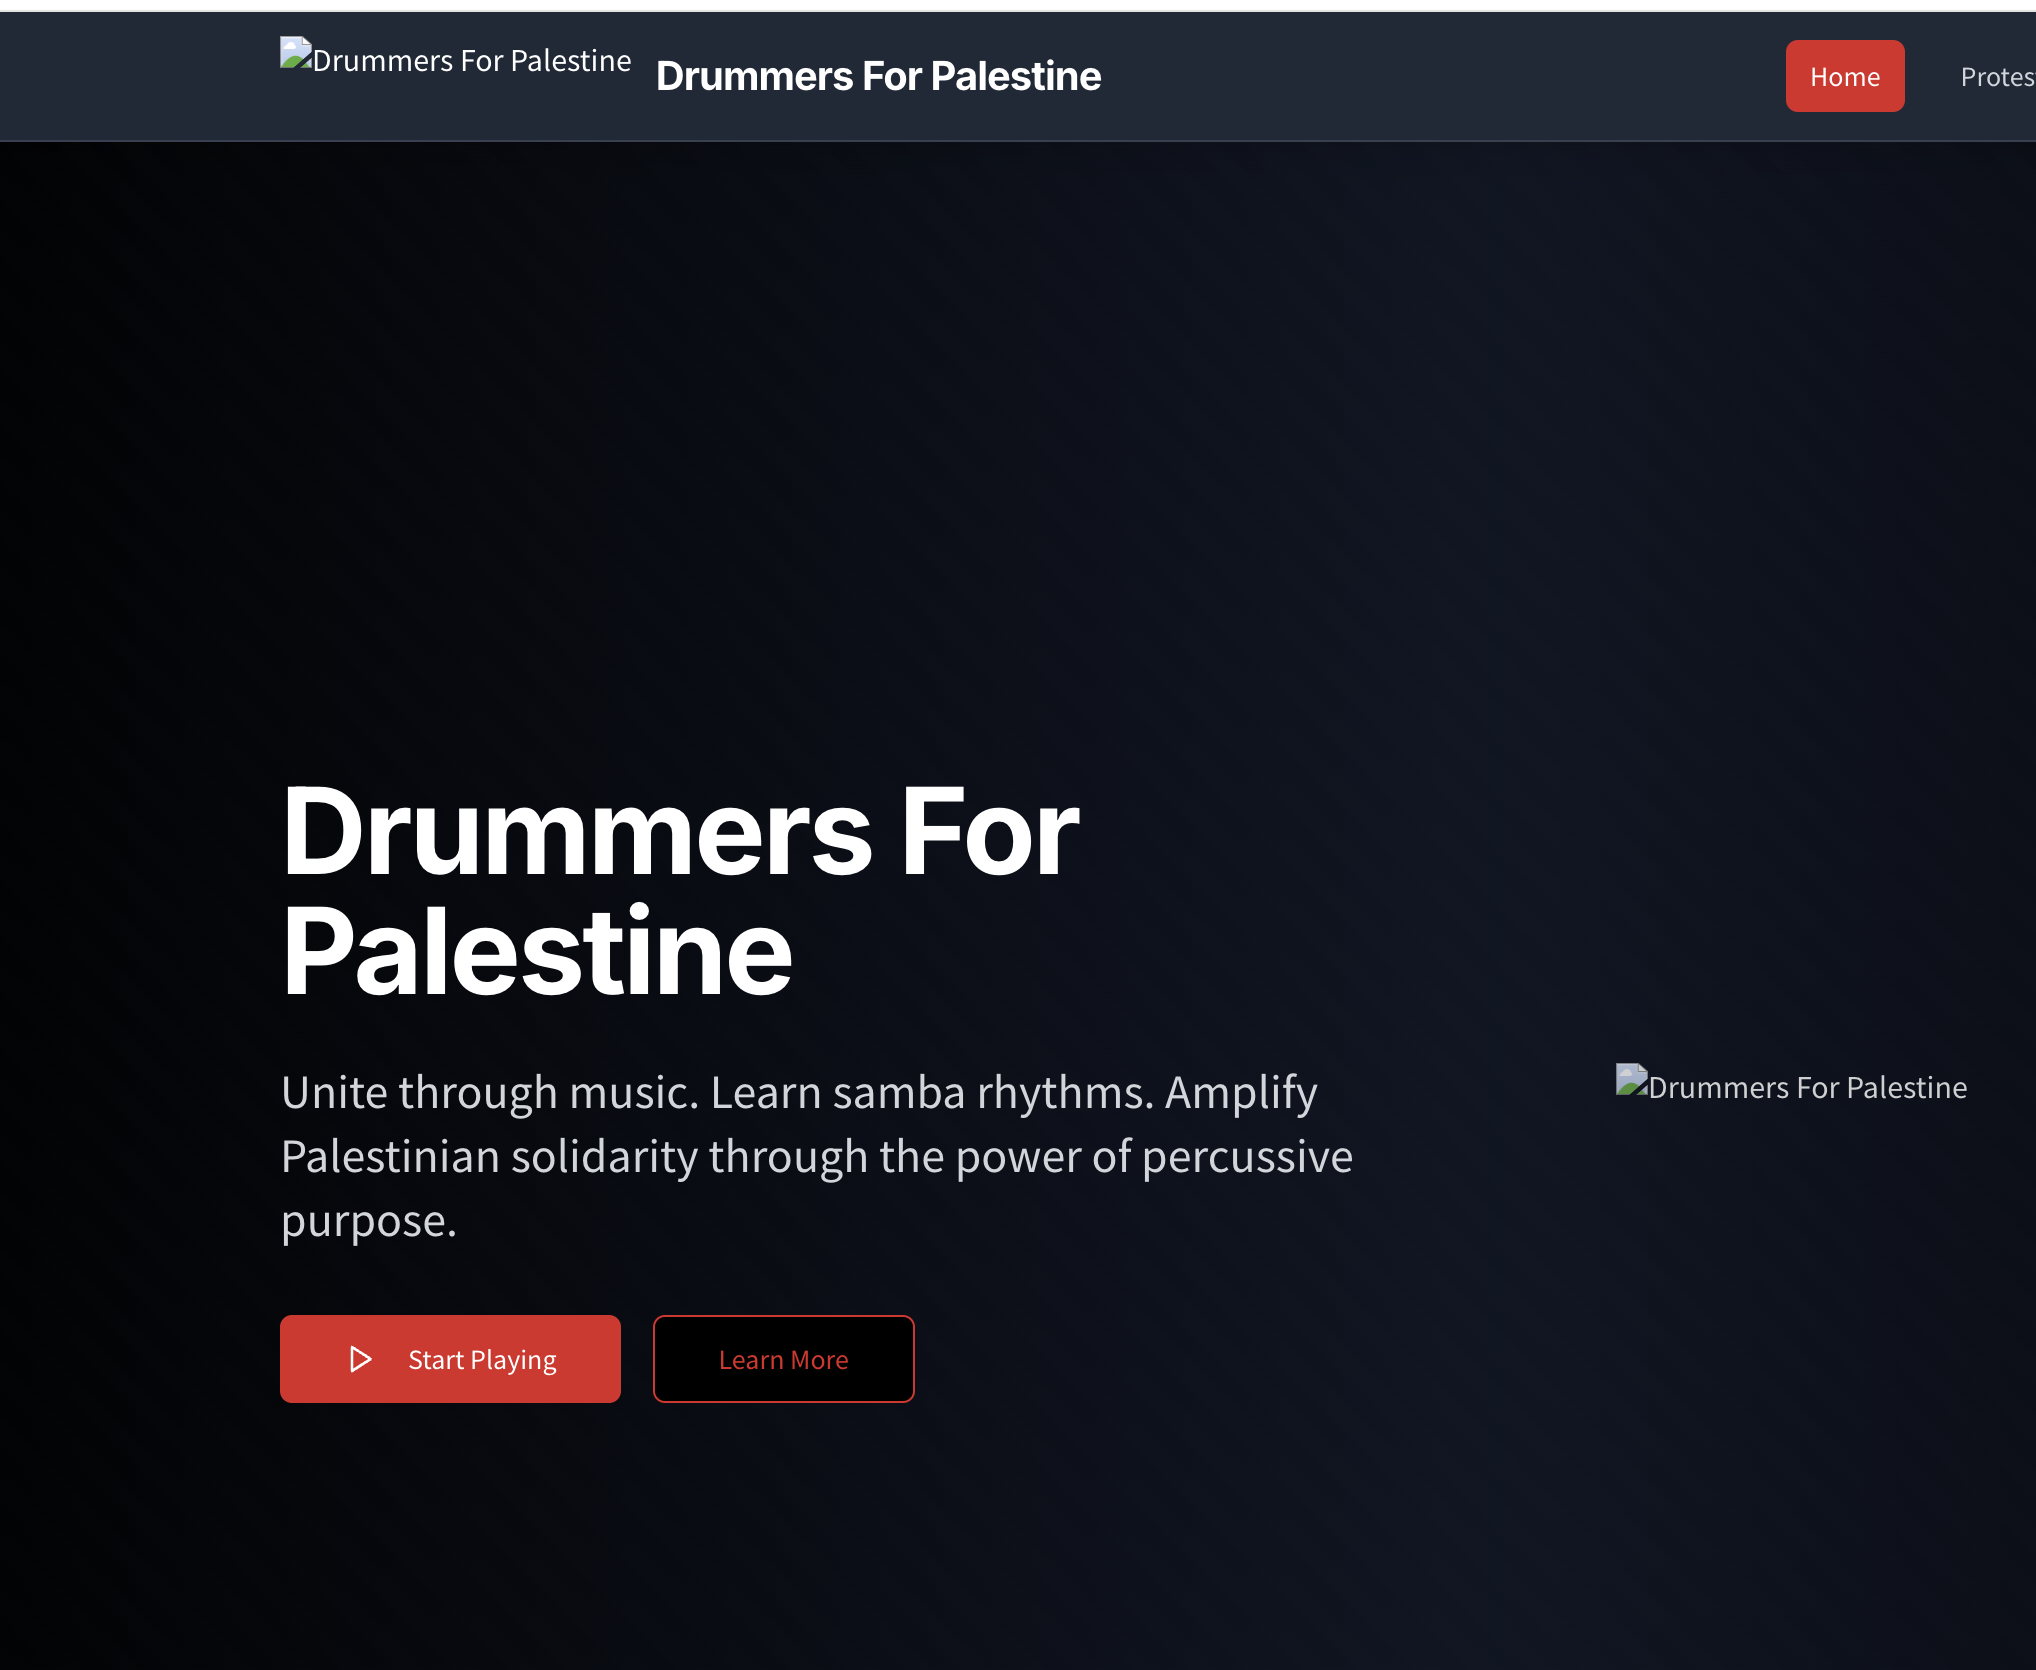 Drummers For Palestine
Drummers For Palestine
Home
Drummers For
Palestine
Unite through music. Learn samba rhythms. Amplify
Palestinian solidarity through the power of percussive
purpose.
Drummers For Palestine
Start Playing
Learn More